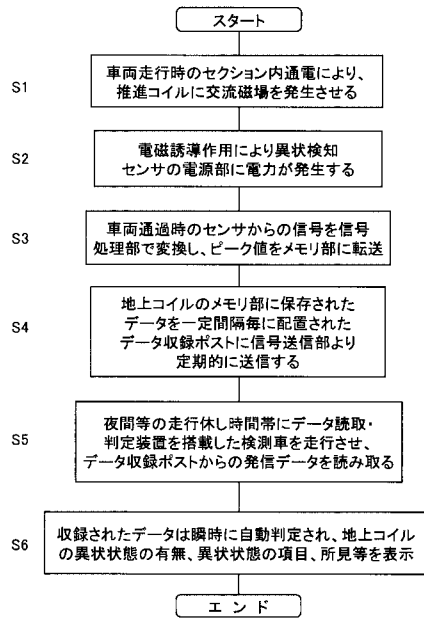 スタート
S1
車両走行時のセクション内通電により、
推進コイルに交流磁場を発生させる
S2
電磁誘導作用により異状検知
センサの電源部に電力が発生する
S3
車両通過時のセンサからの信号を信号
処理部で変換し、ピーク値をメモリ部に転送
S4
地上コイルのメモリ部に保存された
データを一定間隔毎に配置された
データ収録ポストに信号送信部より
定期的に送信する
S5
夜間等の走行休し時間帯にデータ読取・
判定装置を搭載した検測車を走行させ、
データ収録ポストからの発信データを読み取る
S6
収録されたデータは瞬時に自動判定され、地上コイル
の異状状態の有無、異状状態の項目、所見等を表示
エンド